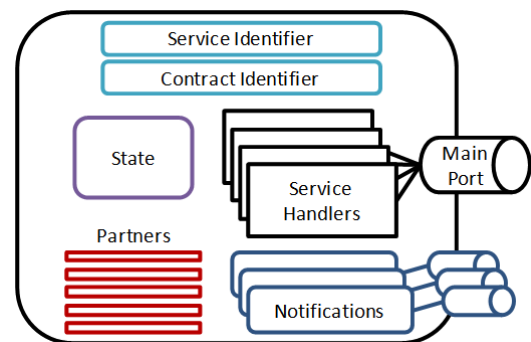 Service Identifier
Contract Identifier
State
Service
Handlers
Main
Port
Partners
Notifications